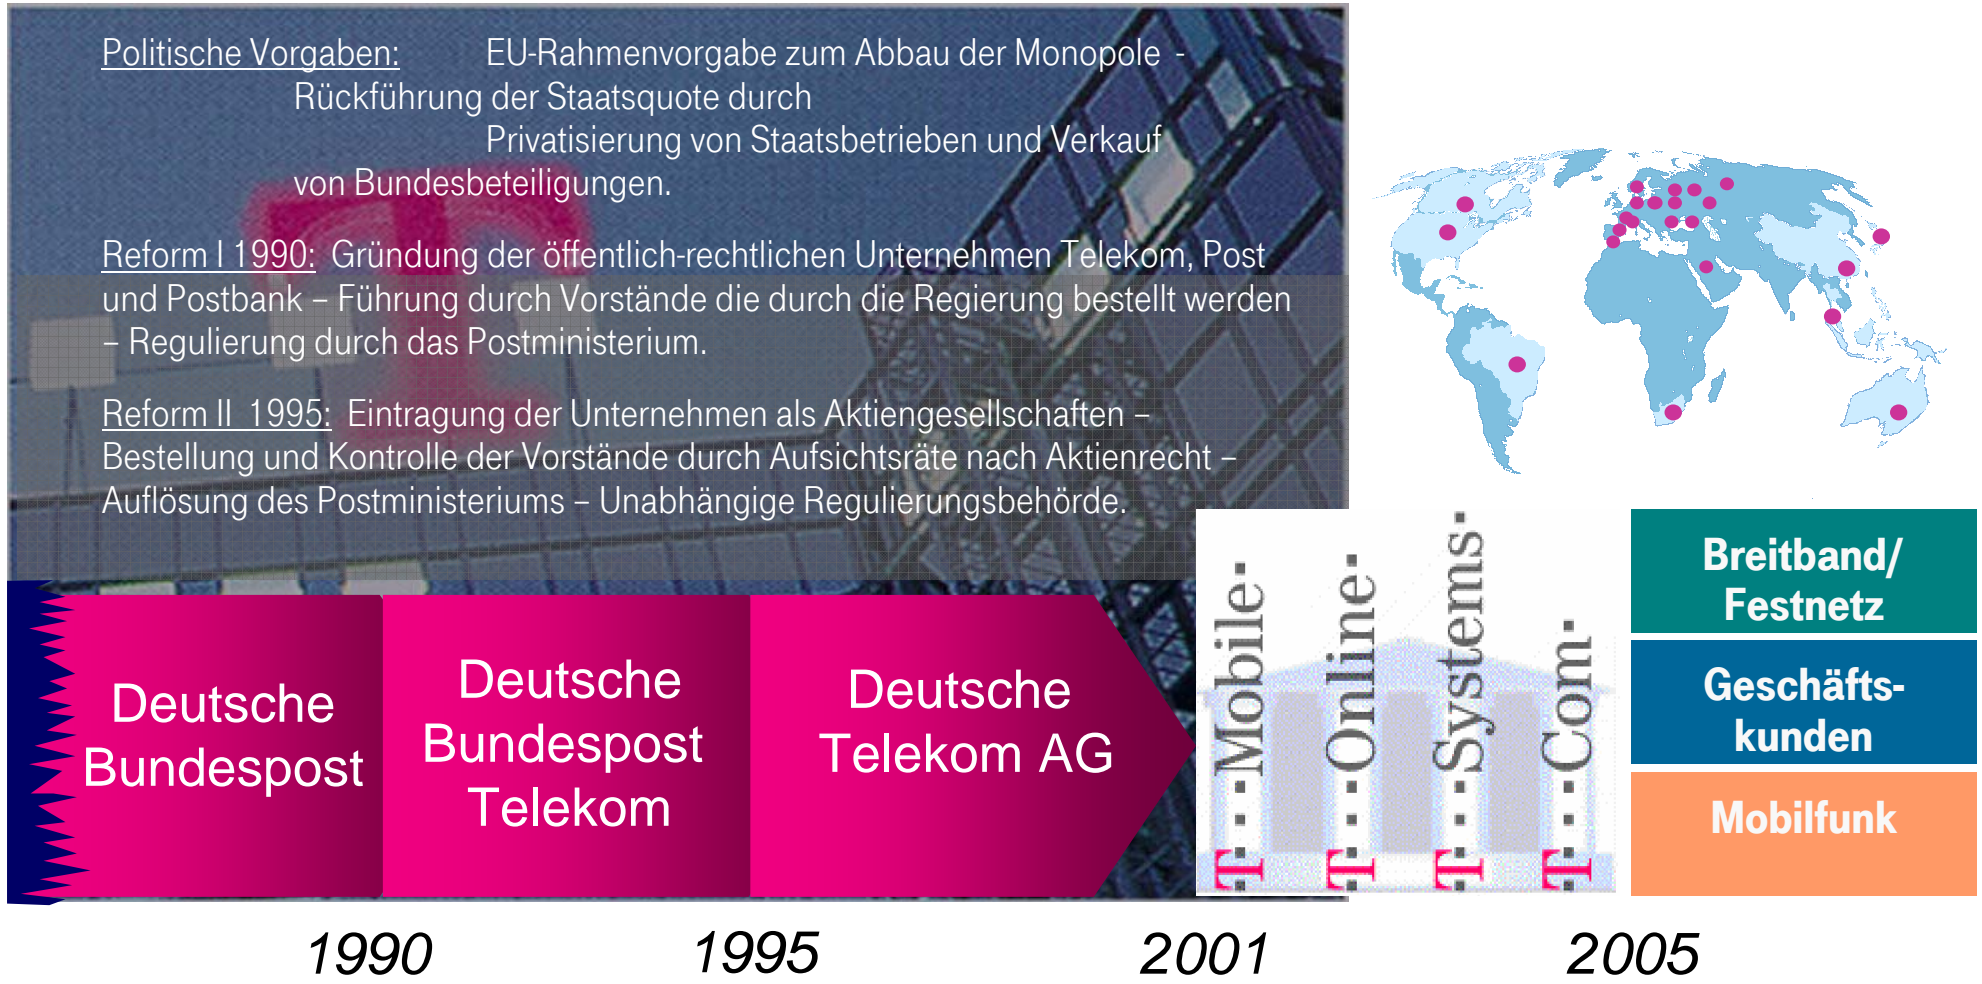 Politische Vorgaben: EU-Rahmenvorgabe zum Abbau der Monopole -
Rückführung der Staatsquote durch
Privatisierung von Staatsbetrieben und Verkauf
von Bundesbeteiligungen.
Reform I 1990: Gründung der öffentlich-rechtlichen Unternehmen Telekom, Post
und Postbank – Führung durch Vorstände die durch die Regierung bestellt werden
– Regulierung durch das Postministerium.
Reform II 1995: Eintragung der Unternehmen als Aktiengesellschaften –
Bestellung und Kontrolle der Vorstände durch Aufsichtsräte nach Aktienrecht –
Auflösung des Postministeriums – Unabhängige Regulierungsbehörde.
Deutsche
Bundespost
Deutsche
Bundespost
Telekom
Deutsche
Telekom AG
T · · · Mobile ·
T · · · Online ·
T · · · Systems ·
T · · · Com ·
Breitband/
Festnetz
Geschäfts-
kunden
Mobilfunk
1990
1995
2001
2005